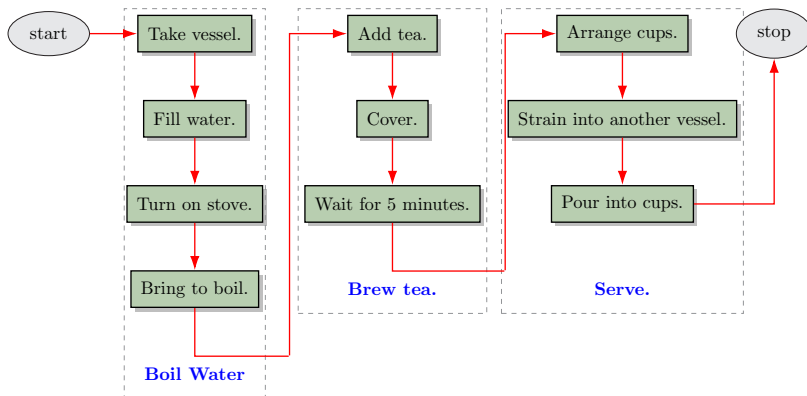 start
Take vessel.
Fill water.
Turn on stove.
Bring to boil.
Boil Water
Add tea.
Cover.
Wait for 5 minutes.
Brew tea.
Arrange cups.
Strain into another vessel.
Pour into cups.
Serve.
stop